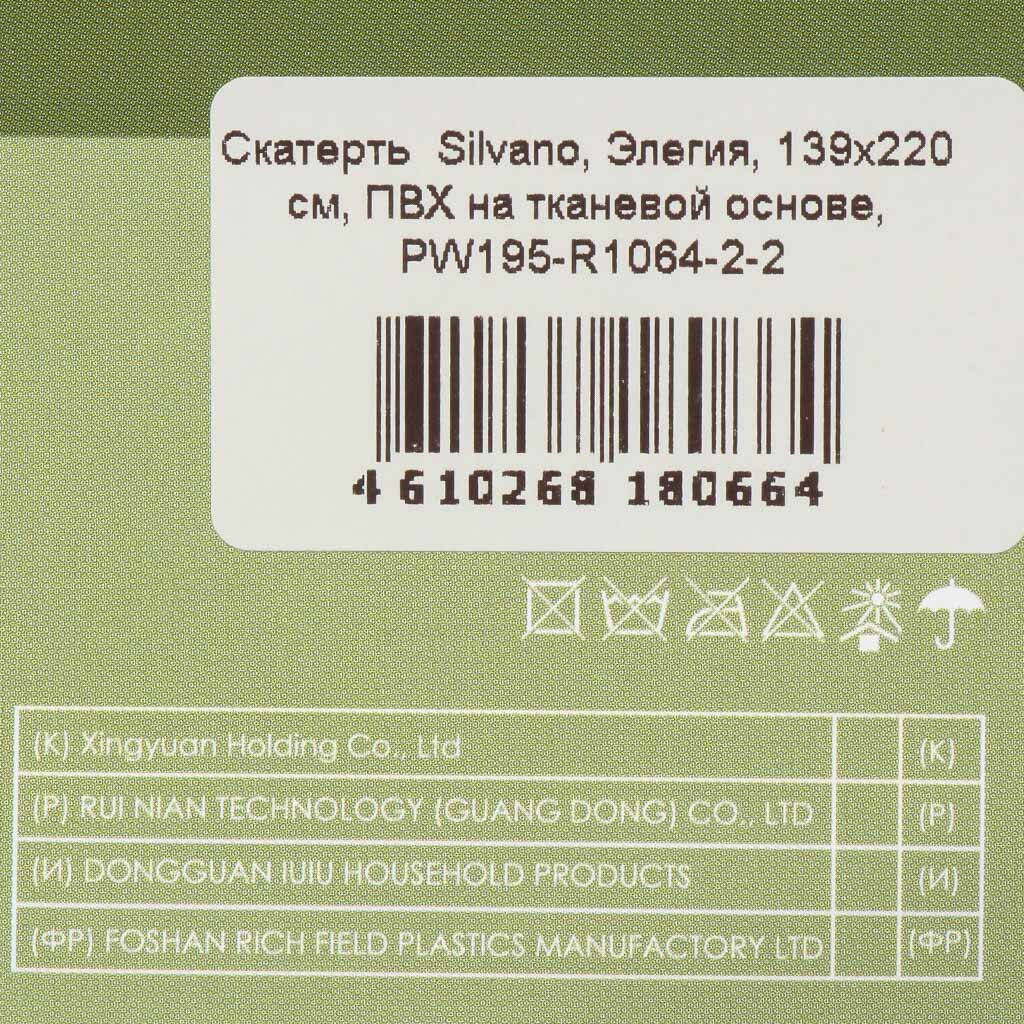 Скатерть Silvano, Элегия, 139x220
см, ПВХ на тканевой основе,
PW195-R1064-2-2
4 610268 180664
(К) Xingyuan Holding Co., Ltd (К)
(Р) RUI NIAN TECHNOLOGY (GUANG DONG) CO., LTD (Р)
(И) DONGGUAN IUIU HOUSEHOLD PRODUCTS (И)
(ФР) FOSHAN RICH FIELD PLASTICS MANUFACTORY LTD (ФР)